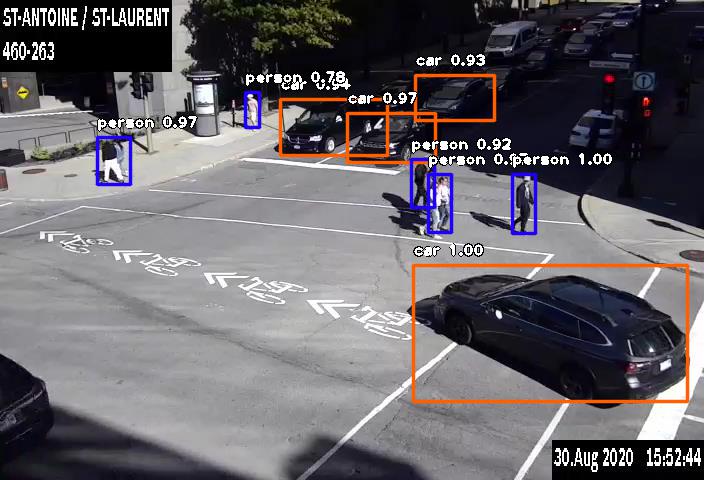 ST-ANTOINE / ST-LAURENT
460-263
person 0.78
car 0.94
car 0.97
car 0.93
person 0.97
person 0.92
person 1.00
car 1.00
30.Aug 2020 15:52:44